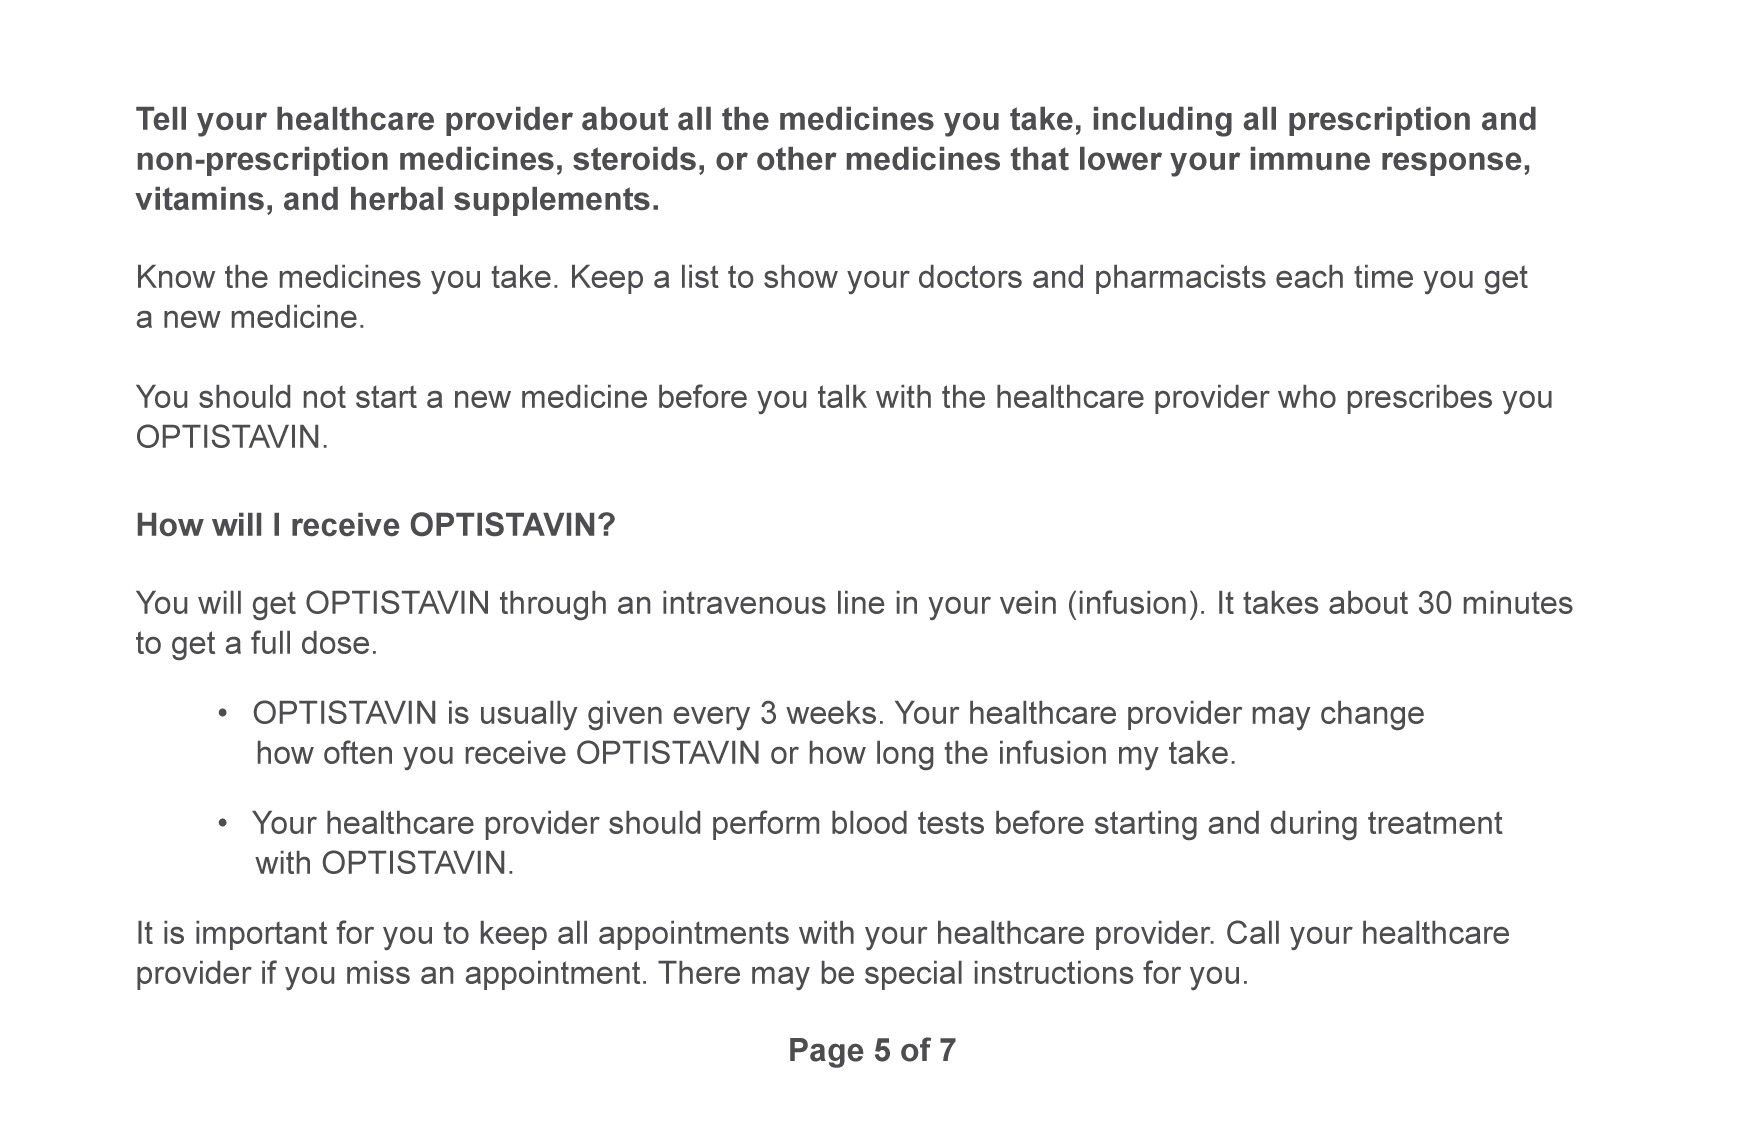 Tell your healthcare provider about all the medicines you take, including all prescription and
non-prescription medicines, steroids, or other medicines that lower your immune response,
vitamins, and herbal supplements.
Know the medicines you take. Keep a list to show your doctors and pharmacists each time you get
a new medicine.
You should not start a new medicine before you talk with the healthcare provider who prescribes you
OPTISTAVIN.
How will I receive OPTISTAVIN?
You will get OPTISTAVIN through an intravenous line in your vein (infusion). It takes about 30 minutes
to get a full dose.
• OPTISTAVIN is usually given every 3 weeks. Your healthcare provider may change
how often you receive OPTISTAVIN or how long the infusion my take.
• Your healthcare provider should perform blood tests before starting and during treatment
with OPTISTAVIN.
It is important for you to keep all appointments with your healthcare provider. Call your healthcare
provider if you miss an appointment. There may be special instructions for you.
Page 5 of 7